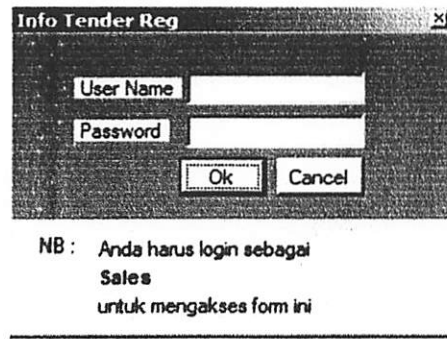 Info Tender Reg
User Name
Password
Ok Cancel
NB : Anda harus login sebagai
Sales
untuk mengakses form ini